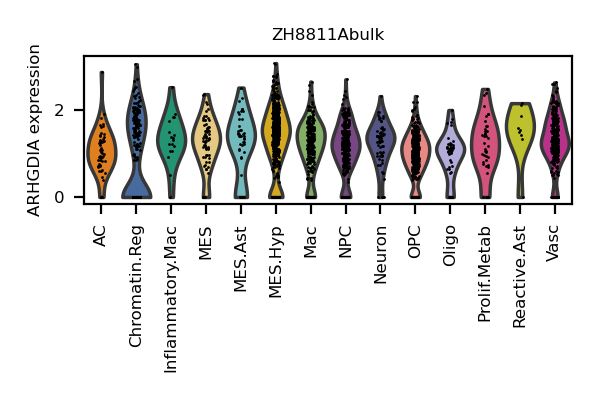 ZH8811Abulk
ARHGDIA expression
2
0
AC
Chromatin.Reg
Inflammatory.Mac
MES
MES.Ast
MES.Hyp
Mac
NPC
Neuron
OPC
Oligo
Prolif.Metab
Reactive.Ast
Vasc